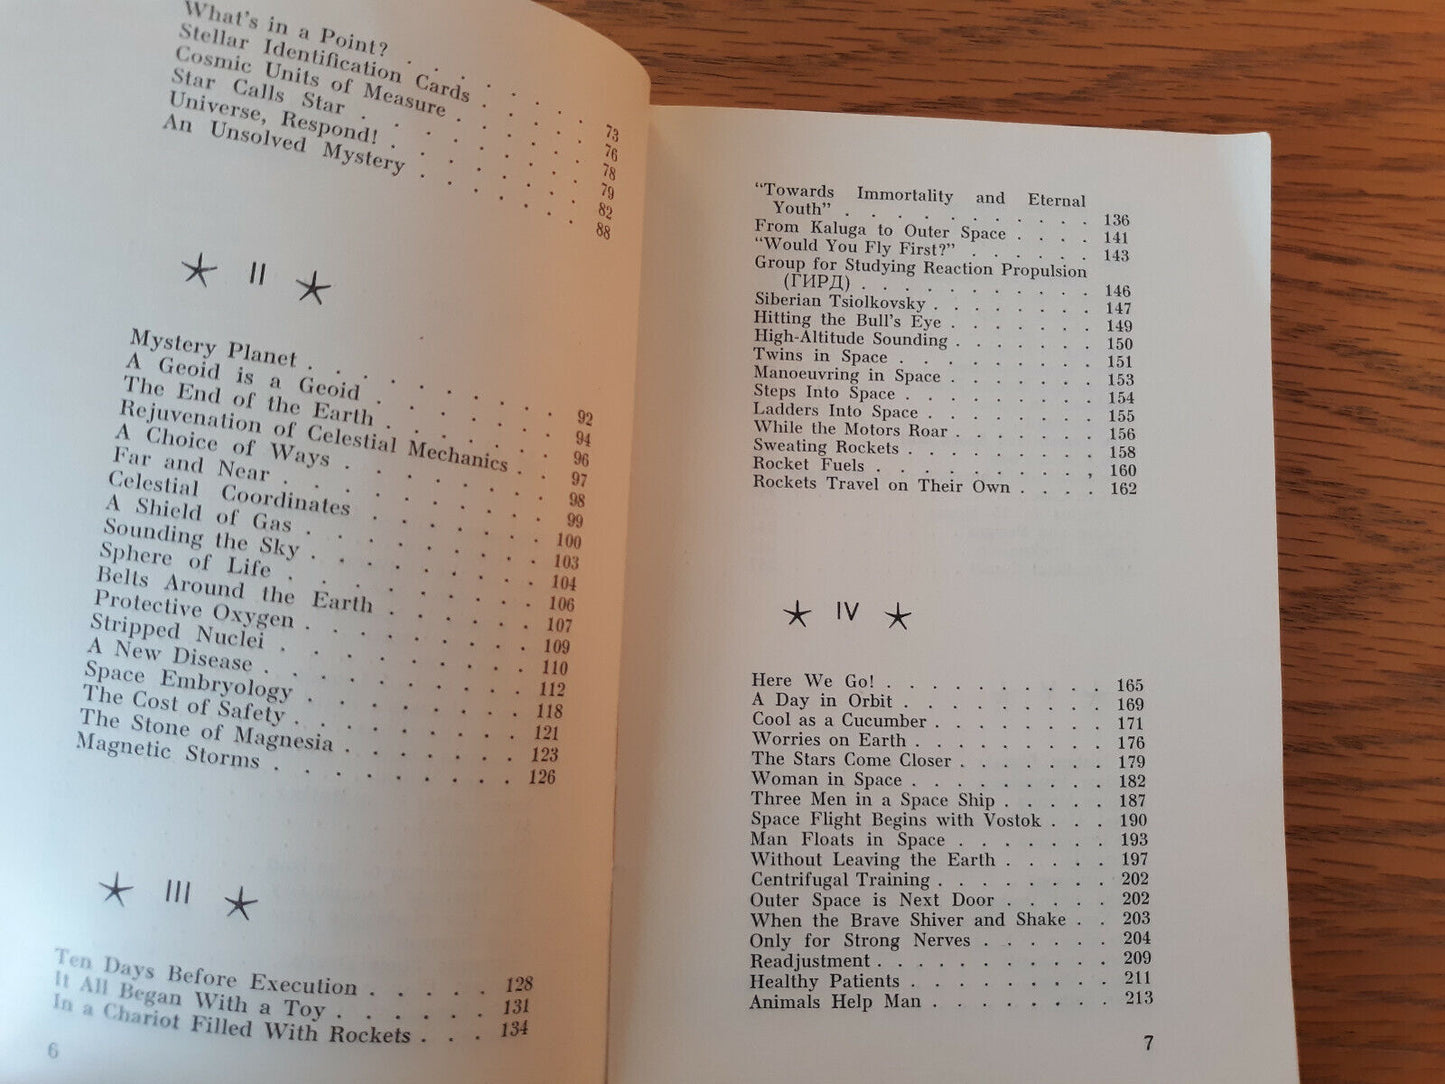 What's in a Point? . . . . . . 73
Stellar Identification Cards . . . . 76
Cosmic Units of Measure . . . . . 78
Star Calls Star . . . . . . . . 79
Universe, Respond! . . . . . . . 82
An Unsolved Mystery . . . . . . 88
II
Mystery Planet . . . . . . . . 92
A Geoid is a Geoid . . . . . . 94
The End of the Earth . . . . . . 96
Rejuvenation of Celestial Mechanics . . 97
A Choice of Ways . . . . . . . 98
Far and Near . . . . . . . . . 99
Celestial Coordinates . . . . . . 100
A Shield of Gas . . . . . . . . 103
Sounding the Sky . . . . . . . 104
Sphere of Life . . . . . . . . 106
Belts Around the Earth . . . . . 107
Protective Oxygen . . . . . . . 109
Stripped Nuclei . . . . . . . . 110
A New Disease . . . . . . . . 112
Space Embryology . . . . . . . 118
The Cost of Safety . . . . . . . 121
The Stone of Magnesia . . . . . . 123
Magnetic Storms . . . . . . . . 126
III
Ten Days Before Execution . . . . . 128
It All Began With a Toy . . . . . . 131
In a Chariot Filled With Rockets . . . 134
6
"Towards Immortality and Eternal
Youth" . . . . . . . . . . . 136
From Kaluga to Outer Space . . . . 141
"Would You Fly First?" . . . . . . 143
Group for Studying Reaction Propulsion
(ГИРД) . . . . . . . . . . . 146
Siberian Tsiolkovsky . . . . . . . 147
Hitting the Bull's Eye . . . . . . 149
High-Altitude Sounding . . . . . . 150
Twins in Space . . . . . . . . 151
Manoeuvring in Space . . . . . . 153
Steps Into Space . . . . . . . . 154
Ladders Into Space . . . . . . . 155
While the Motors Roar . . . . . . 156
Sweating Rockets . . . . . . . . 158
Rocket Fuels . . . . . . . . . , 160
Rockets Travel on Their Own . . . . 162
IV
Here We Go! . . . . . . . . . 165
A Day in Orbit . . . . . . . . 169
Cool as a Cucumber . . . . . . . 171
Worries on Earth . . . . . . . . 176
The Stars Come Closer . . . . . . 179
Woman in Space . . . . . . . . 182
Three Men in a Space Ship . . . . . 187
Space Flight Begins with Vostok . . . 190
Man Floats in Space . . . . . . . 193
Without Leaving the Earth . . . . . 197
Centrifugal Training . . . . . . . . 202
Outer Space is Next Door . . . . . 202
When the Brave Shiver and Shake . . 203
Only for Strong Nerves . . . . . . 204
Readjustment . . . . . . . . . . 209
Healthy Patients . . . . . . . . 211
Animals Help Man . . . . . . . . 213
7